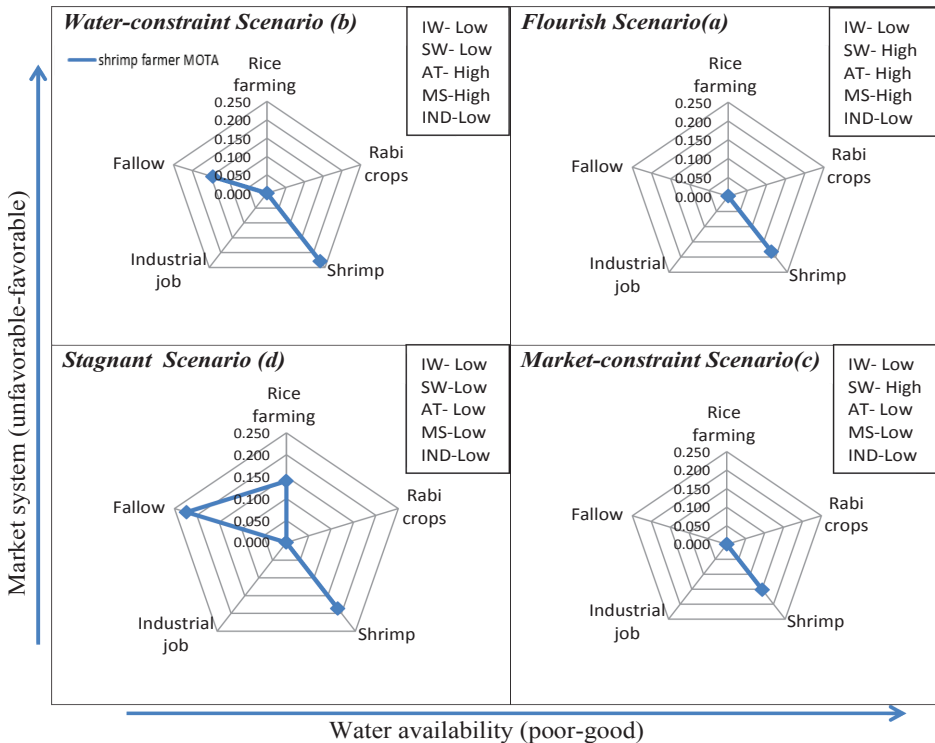 Water-constraint Scenario (b)
shrimp farmer MOTA
IW- Low
SW- Low
AT- High
MS-High
IND-Low
Rice
farming
0.250
0.200
0.150
0.100
0.050
0.000
Fallow
Rabi
crops
Industrial
job
Shrimp
Flourish Scenario(a)
IW- Low
SW- High
AT- High
MS-High
IND-Low
Rice
farming
0.250
0.200
0.150
0.100
0.050
0.000
Fallow
Rabi
crops
Industrial
job
Shrimp
Stagnant Scenario (d)
IW- Low
SW-Low
AT- Low
MS-Low
IND-Low
Rice
farming
0.250
0.200
0.150
0.100
0.050
0.000
Fallow
Rabi
crops
Industrial
job
Shrimp
Market-constraint Scenario(c)
IW- Low
SW- High
AT- Low
MS-Low
IND-Low
Rice
farming
0.250
0.200
0.150
0.100
0.050
0.000
Fallow
Rabi
crops
Industrial
job
Shrimp
Market system (unfavorable-favorable)
Water availability (poor-good)